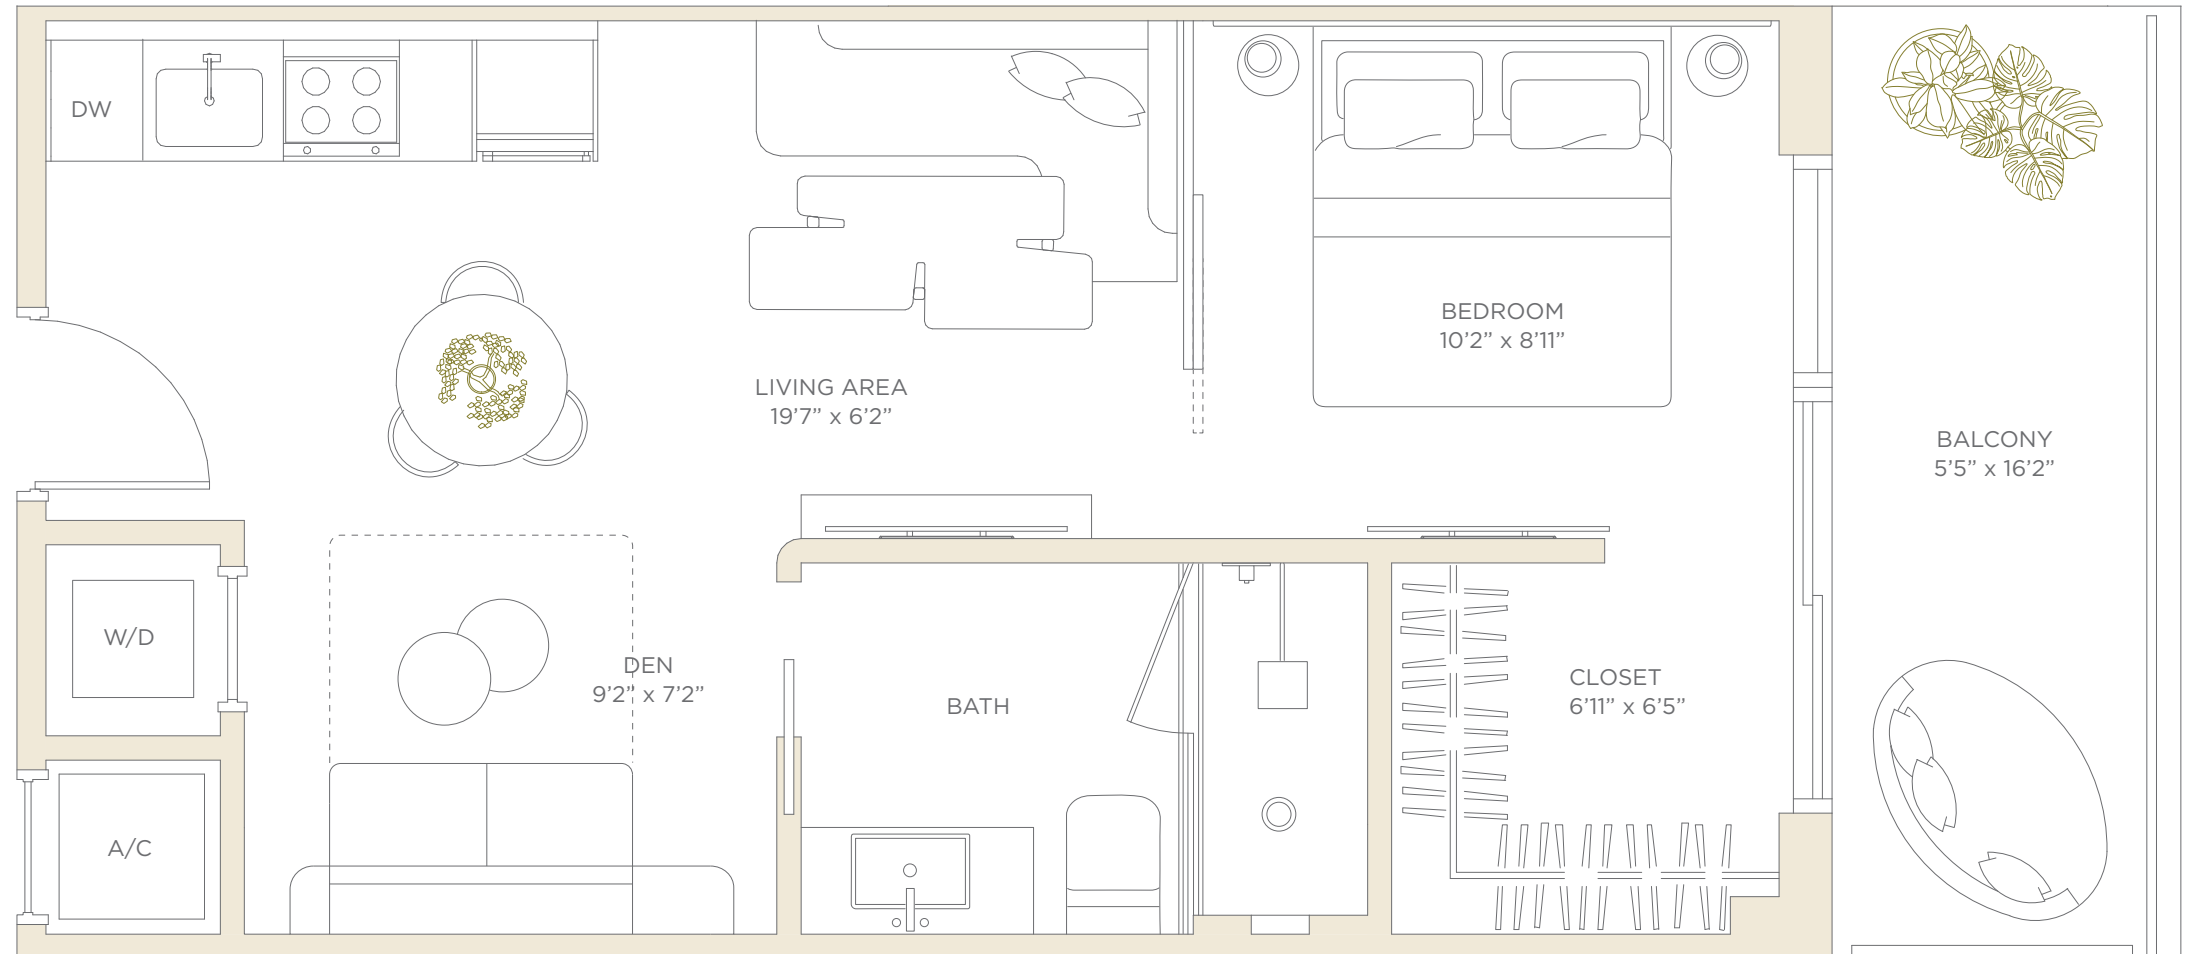 DW
LIVING AREA
19’7” x 6’2”
BEDROOM
10’2” x 8’11”
BALCONY
5’5” x 16’2”
W/D
DEN
9’2” x 7’2”
BATH
CLOSET
6’11” x 6’5”
A/C